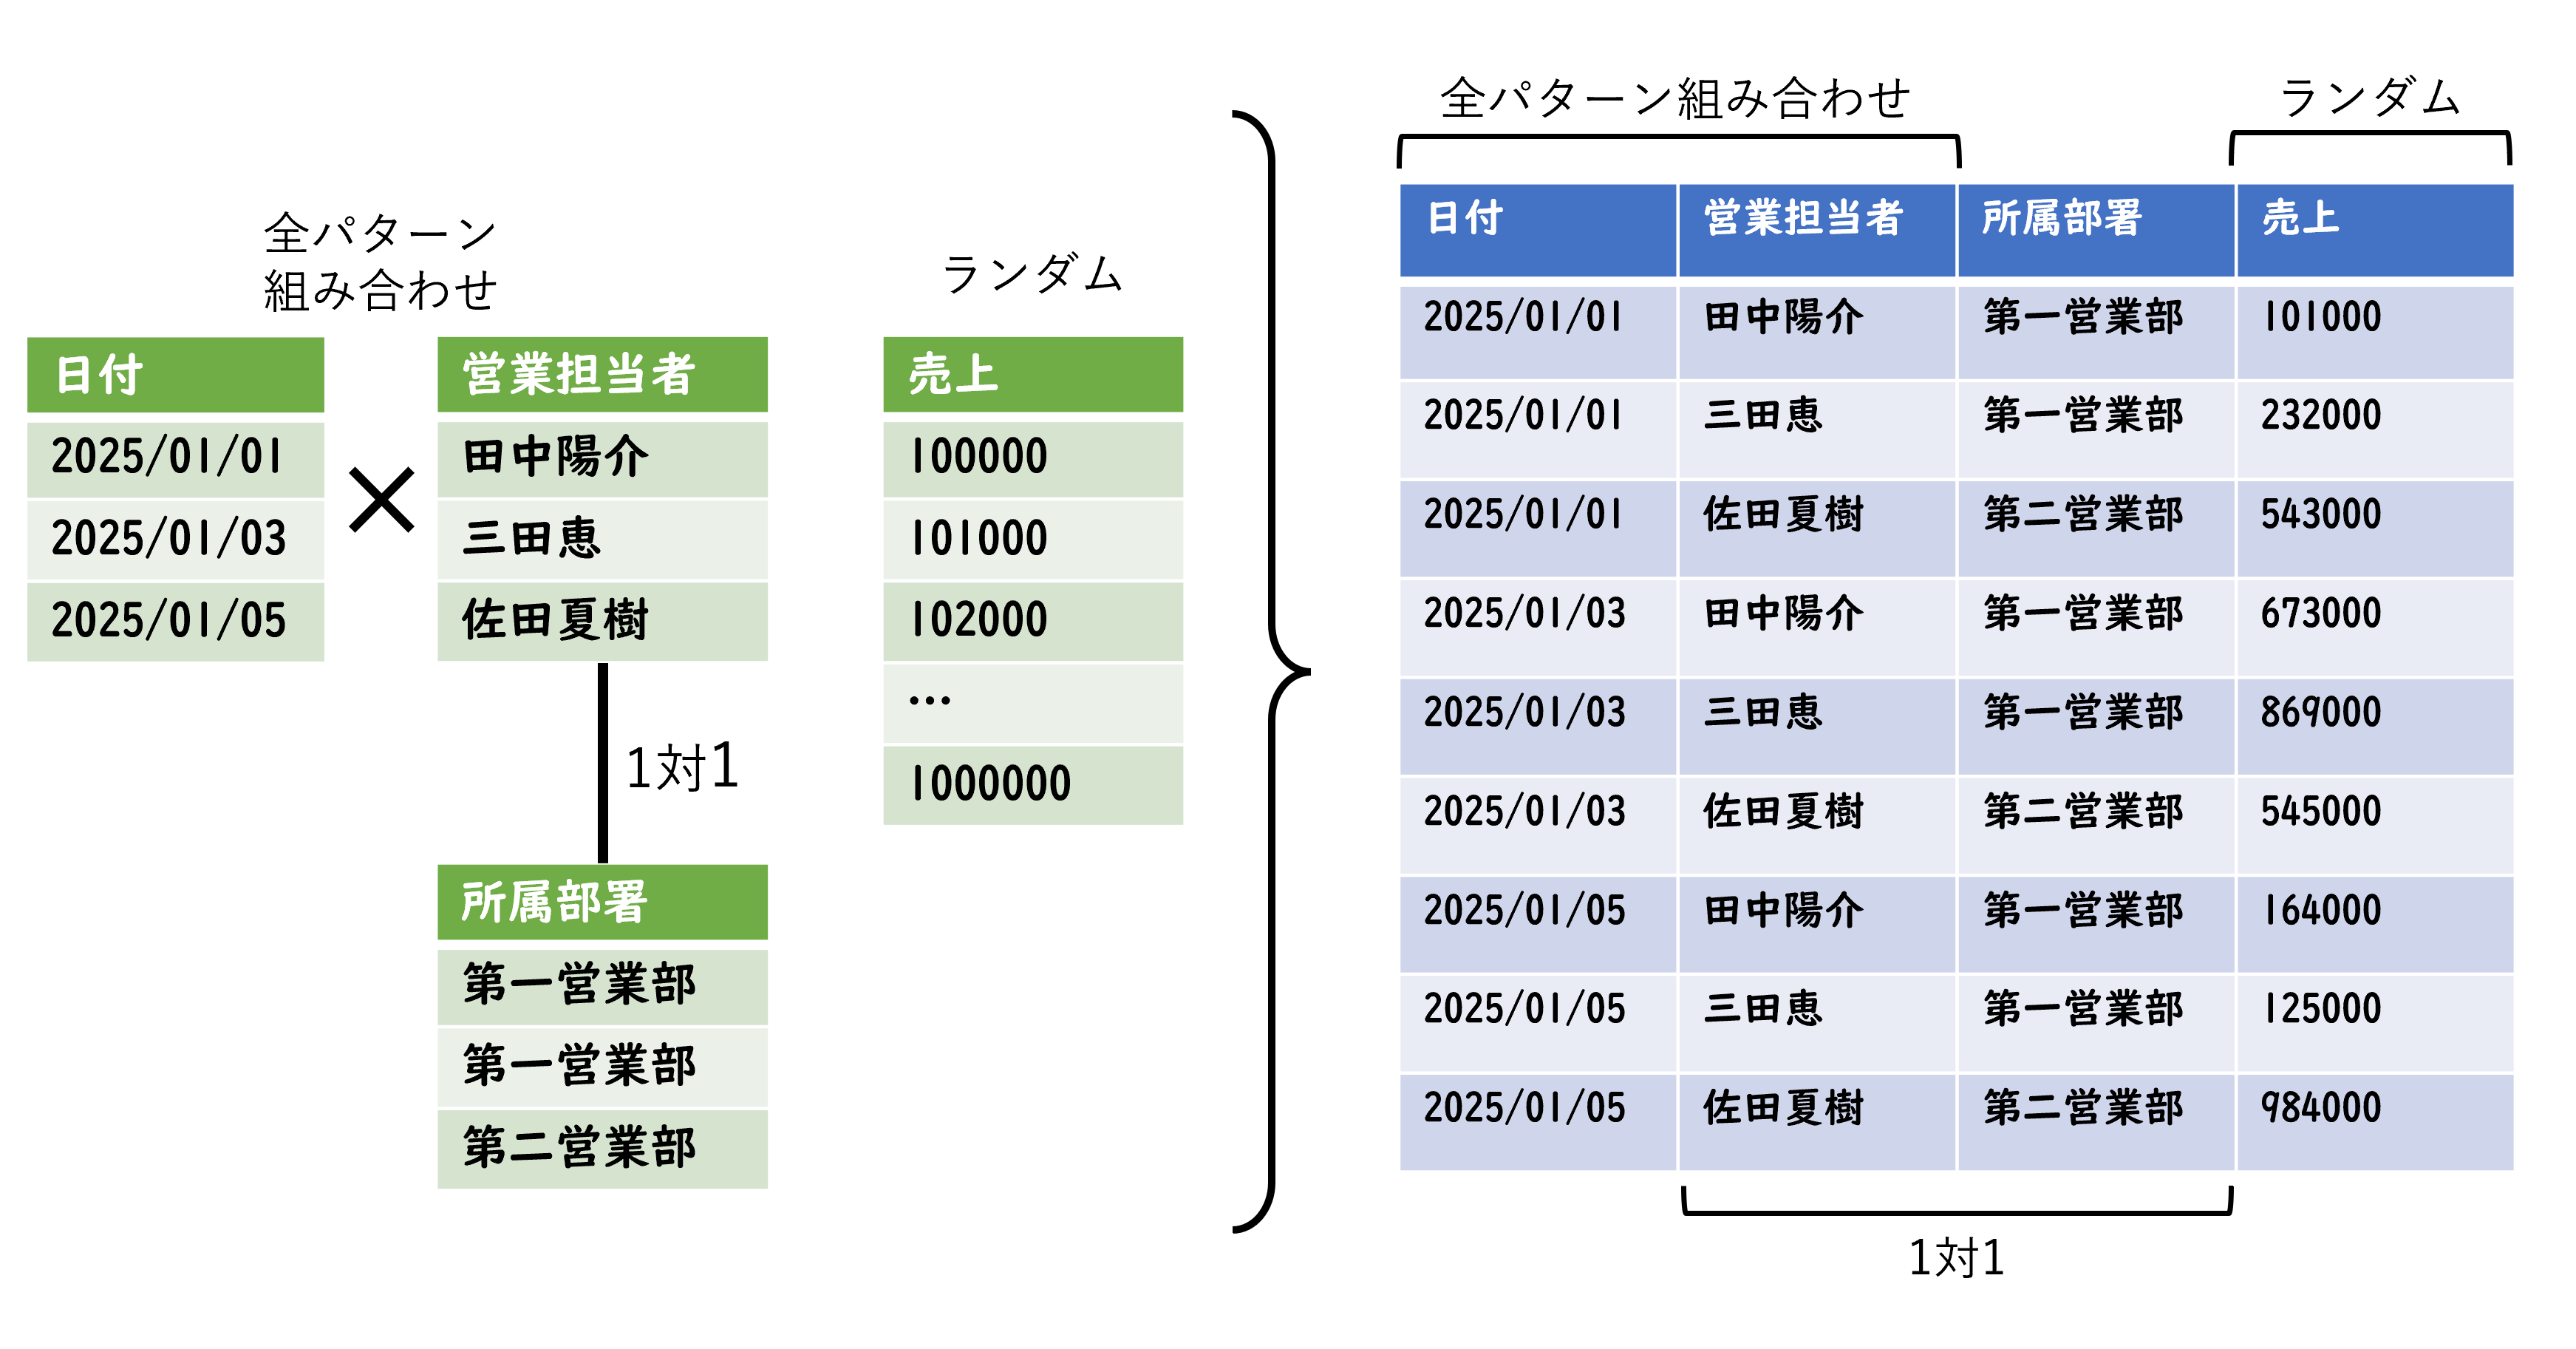 全パターン
組み合わせ
日付
2025/01/01
2025/01/03
2025/01/05
×
営業担当者
田中陽介
三田恵
佐田夏樹
1対1
所属部署
第一営業部
第一営業部
第二営業部
ランダム
売上
100000
101000
102000
…
1000000
全パターン組み合わせ ランダム
日付 営業担当者 所属部署 売上
2025/01/01 田中陽介 第一営業部 101000
2025/01/01 三田恵 第一営業部 232000
2025/01/01 佐田夏樹 第二営業部 543000
2025/01/03 田中陽介 第一営業部 673000
2025/01/03 三田恵 第一営業部 869000
2025/01/03 佐田夏樹 第二営業部 545000
2025/01/05 田中陽介 第一営業部 164000
2025/01/05 三田恵 第一営業部 125000
2025/01/05 佐田夏樹 第二営業部 984000
1対1